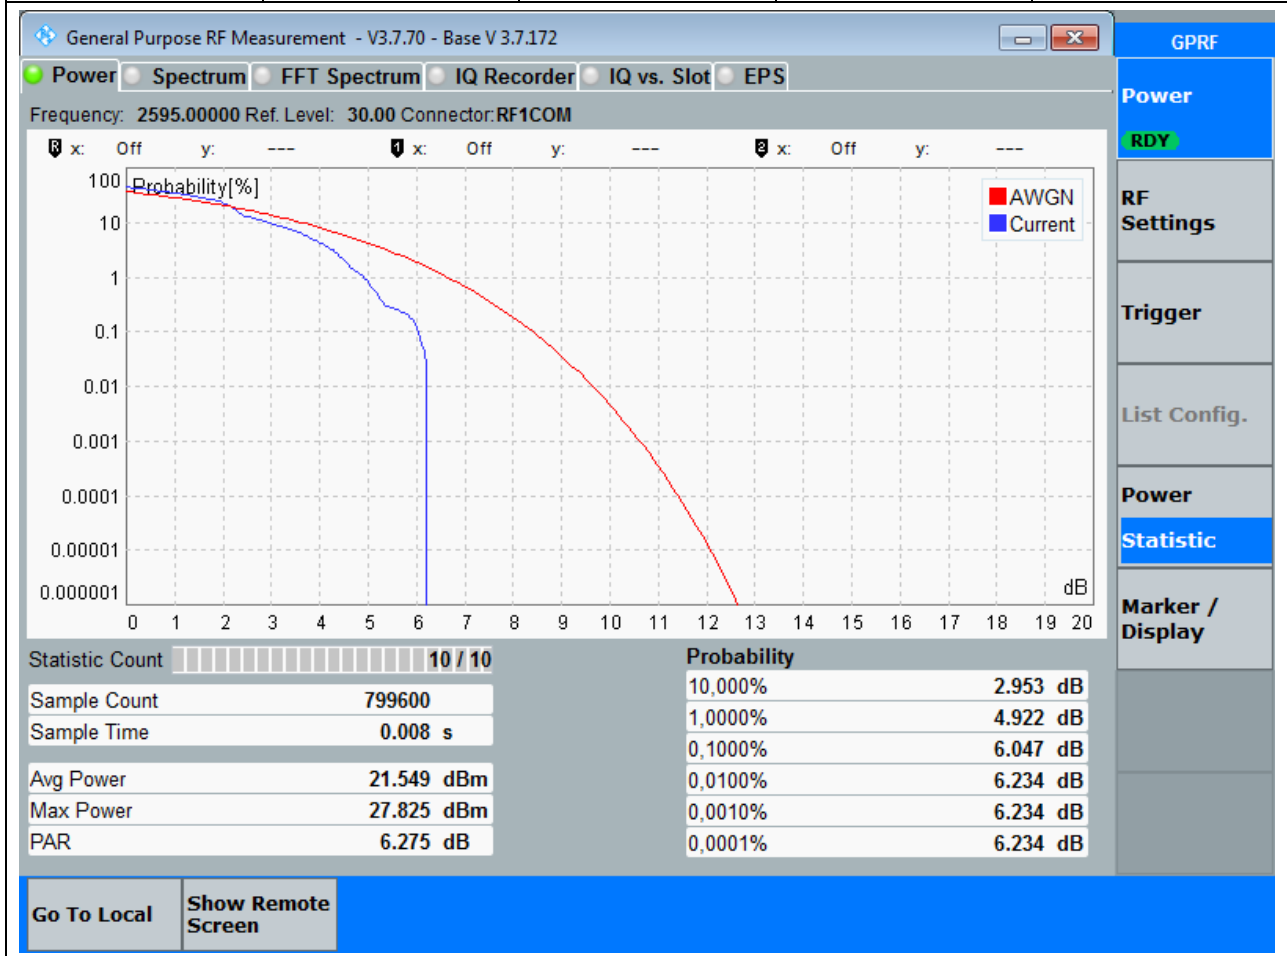 General Purpose RF Measurement - V3.7.70 - Base V 3.7.172
GPRF
Power Spectrum FFT Spectrum IQ Recorder IQ vs. Slot EPS
Frequency: 2595.00000 Ref. Level: 30.00 Connector: RF1COM
R x: Off y: --- 1 x: Off y: --- 2 x: Off y: ---
Probability[%]
100
10
1
0.1
0.01
0.001
0.0001
0.00001
0.000001
AWGN
Current
dB
0 1 2 3 4 5 6 7 8 9 10 11 12 13 14 15 16 17 18 19 20
Statistic Count 10 / 10
Sample Count 799600
Sample Time 0.008 s
Avg Power 21.549 dBm
Max Power 27.825 dBm
PAR 6.275 dB
Probability
10,000% 2.953 dB
1,0000% 4.922 dB
0,1000% 6.047 dB
0,0100% 6.234 dB
0,0010% 6.234 dB
0,0001% 6.234 dB
Power
RDY
RF
Settings
Trigger
List Config.
Power
Statistic
Marker /
Display
Go To Local
Show Remote
Screen